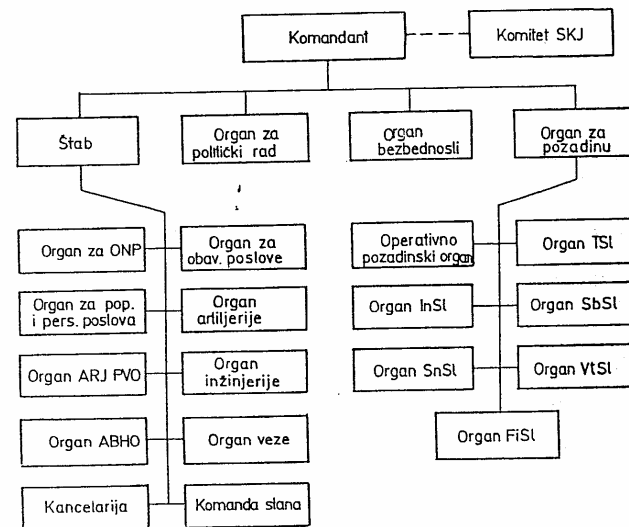 Komandant
Komitet SKJ
Štab
Organ za
politički rad
Organ
bezbednosti
Organ za
pozadinu
Organ za ONP
Organ za
obav. poslove
Organ za pop.
i pers. poslova
Organ
artiljerije
Organ ARJ PVO
Organ
inžinjerije
Organ ABHO
Organ veze
Kancelarija
Komanda stana
Operativno
pozadinski organ
Organ TSl
Organ InSl
Organ SbSl
Organ SnSl
Organ VtSl
Organ FiSl